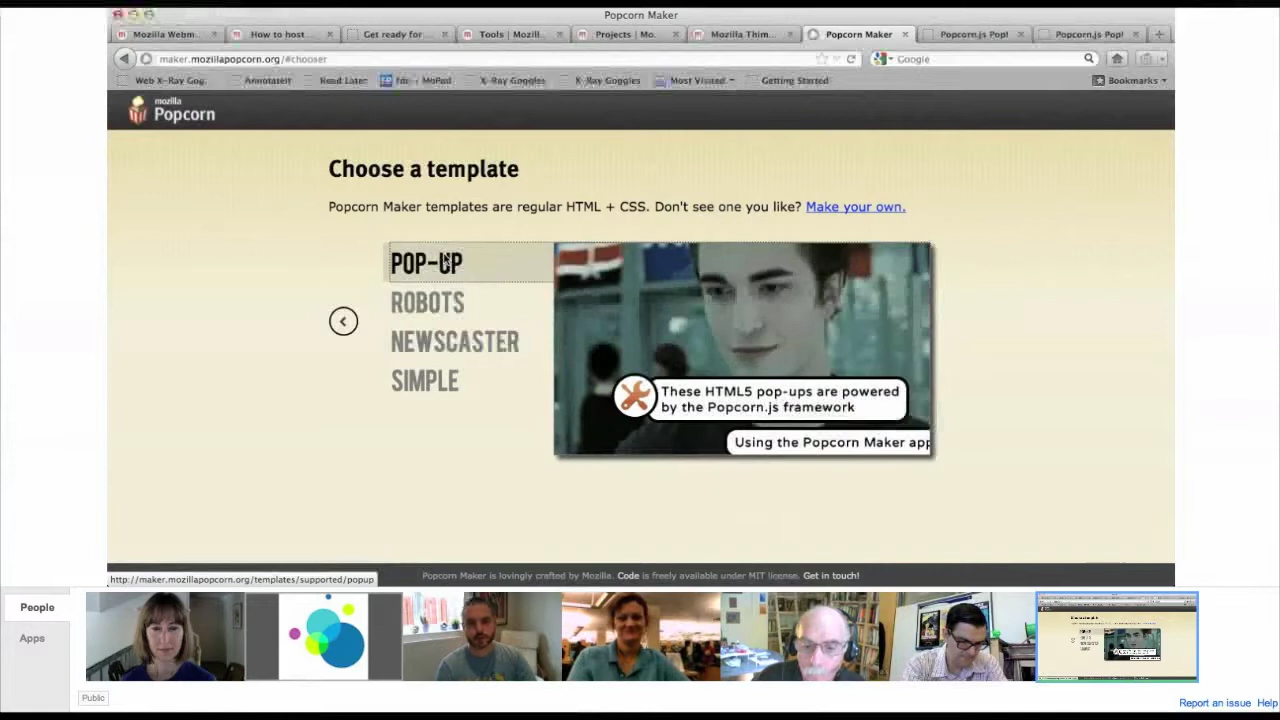 Popcorn Maker
Mozilla Webm...
How to host...
Get ready for...
Tools | Mozill...
Projects | Mo...
Mozilla Thim...
Popcorn Maker
Popcorn.js Pop!
Popcorn.js Pop!
maker.mozillapopcorn.org/#chooser
Google
Web X-Ray Gog.
Annotateit
Read Later
MoPad
X-Ray Goggles
X-Ray Goggles
Most Visited
Getting Started
Bookmarks
mozilla
Popcorn
Choose a template
Popcorn Maker templates are regular HTML + CSS. Don't see one you like? Make your own.
POP-UP
ROBOTS
NEWSCASTER
SIMPLE
These HTML5 pop-ups are powered
by the Popcorn.js framework
Using the Popcorn Maker app
http://maker.mozillapopcorn.org/templates/supported/popup
Popcorn Maker is lovingly crafted by Mozilla. Code is freely available under MIT license. Get in touch!
People
Apps
Public
Report an issue
Help